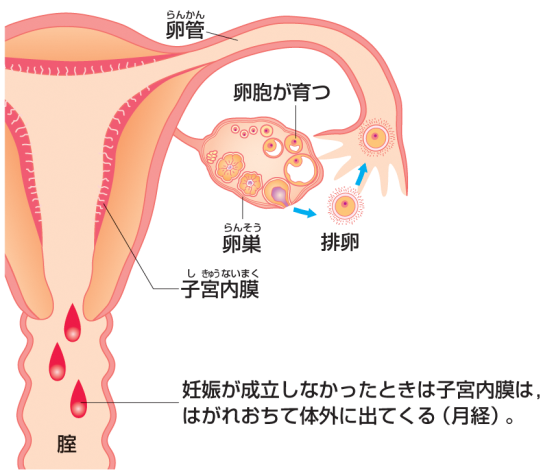 らんかん
卵管
卵胞が育つ
らんそう
卵巣
排卵
し きゅうないまく
子宮内膜
妊娠が成立しなかったときは子宮内膜は，
はがれおちて体外に出てくる（月経）。
腟